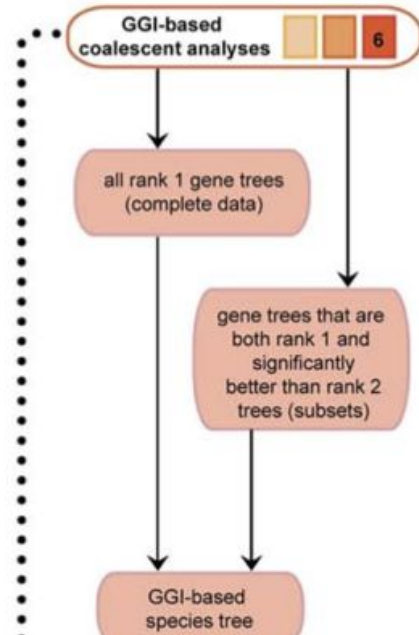 GGI-based
coalescent analyses
6
all rank 1 gene trees
(complete data)
gene trees that are
both rank 1 and
significantly
better than rank 2
trees (subsets)
GGI-based
species tree